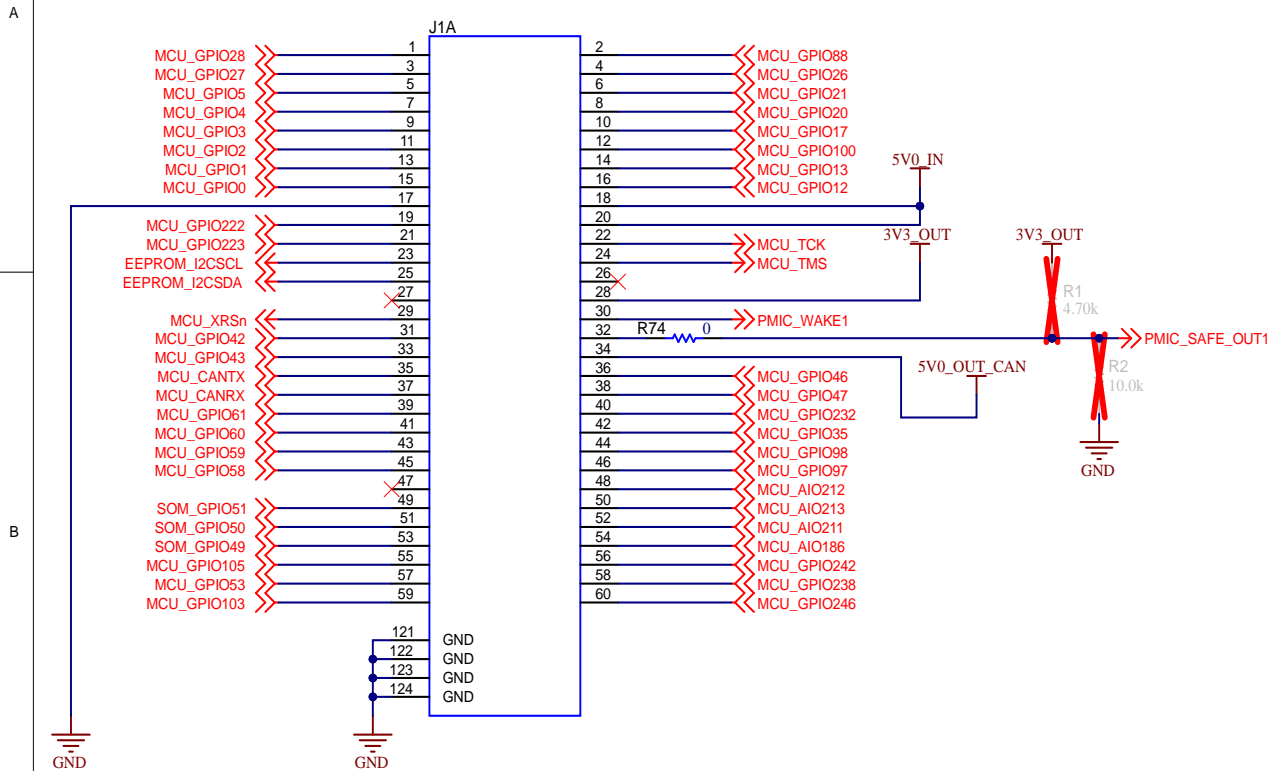 A
J1A
MCU_GPIO28 1 2 MCU_GPIO88
MCU_GPIO27 3 4 MCU_GPIO26
MCU_GPIO5 5 6 MCU_GPIO21
MCU_GPIO4 7 8 MCU_GPIO20
MCU_GPIO3 9 10 MCU_GPIO17
MCU_GPIO2 11 12 MCU_GPIO100
MCU_GPIO1 13 14 MCU_GPIO13
5V0_IN
MCU_GPIO0 15 16 MCU_GPIO12
17 18
MCU_GPIO222 19 20
3V3_OUT 3V3_OUT
MCU_GPIO223 21 22 MCU_TCK
EEPROM_I2CSCL 23 24 MCU_TMS
EEPROM_I2CSDA 25 26
27 28
R1
4.70k
MCU_XRSn 29 30 PMIC_WAKE1
MCU_GPIO42 31 32 R74 0 PMIC_SAFE_OUT1
MCU_GPIO43 33 34
5V0_OUT_CAN
R2
10.0k
MCU_CANTX 35 36 MCU_GPIO46
MCU_CANRX 37 38 MCU_GPIO47
MCU_GPIO61 39 40 MCU_GPIO232
MCU_GPIO60 41 42 MCU_GPIO35
MCU_GPIO59 43 44 MCU_GPIO98
MCU_GPIO58 45 46 MCU_GPIO97
GND
47 48 MCU_AIO212
SOM_GPIO51 49 50 MCU_AIO213
B
SOM_GPIO50 51 52 MCU_AIO211
SOM_GPIO49 53 54 MCU_AIO186
MCU_GPIO105 55 56 MCU_GPIO242
MCU_GPIO53 57 58 MCU_GPIO238
MCU_GPIO103 59 60 MCU_GPIO246
121 GND
122 GND
123 GND
124 GND
GND GND